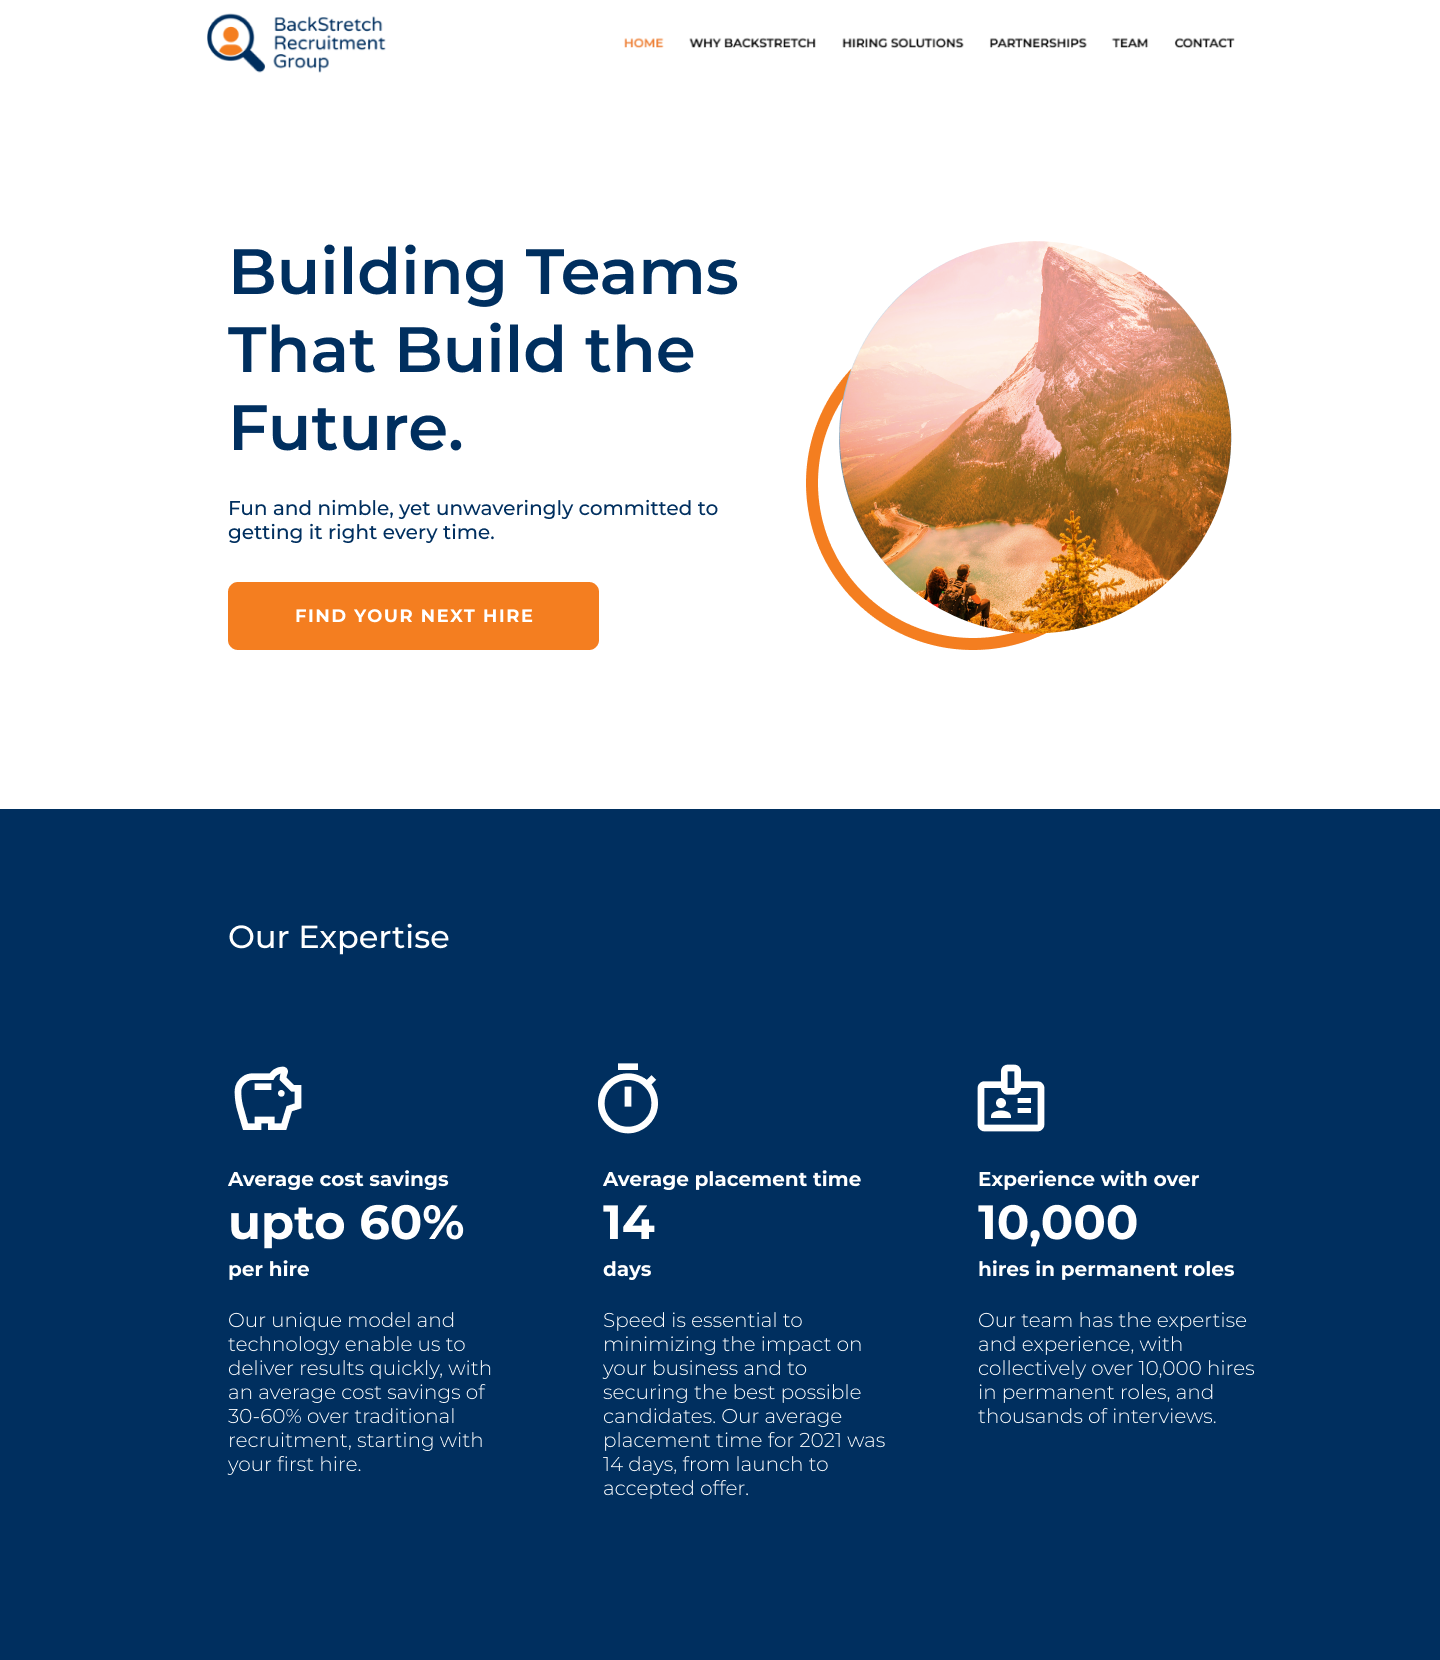 BackStretch
Recruitment
Group
HOME WHY BACKSTRETCH HIRING SOLUTIONS PARTNERSHIPS TEAM CONTACT
Building Teams
That Build the
Future.
Fun and nimble, yet unwaveringly committed to
getting it right every time.
FIND YOUR NEXT HIRE
Our Expertise
Average cost savings
upto 60%
per hire
Our unique model and
technology enable us to
deliver results quickly, with
an average cost savings of
30-60% over traditional
recruitment, starting with
your first hire.
Average placement time
14
days
Speed is essential to
minimizing the impact on
your business and to
securing the best possible
candidates. Our average
placement time for 2021 was
14 days, from launch to
accepted offer.
Experience with over
10,000
hires in permanent roles
Our team has the expertise
and experience, with
collectively over 10,000 hires
in permanent roles, and
thousands of interviews.